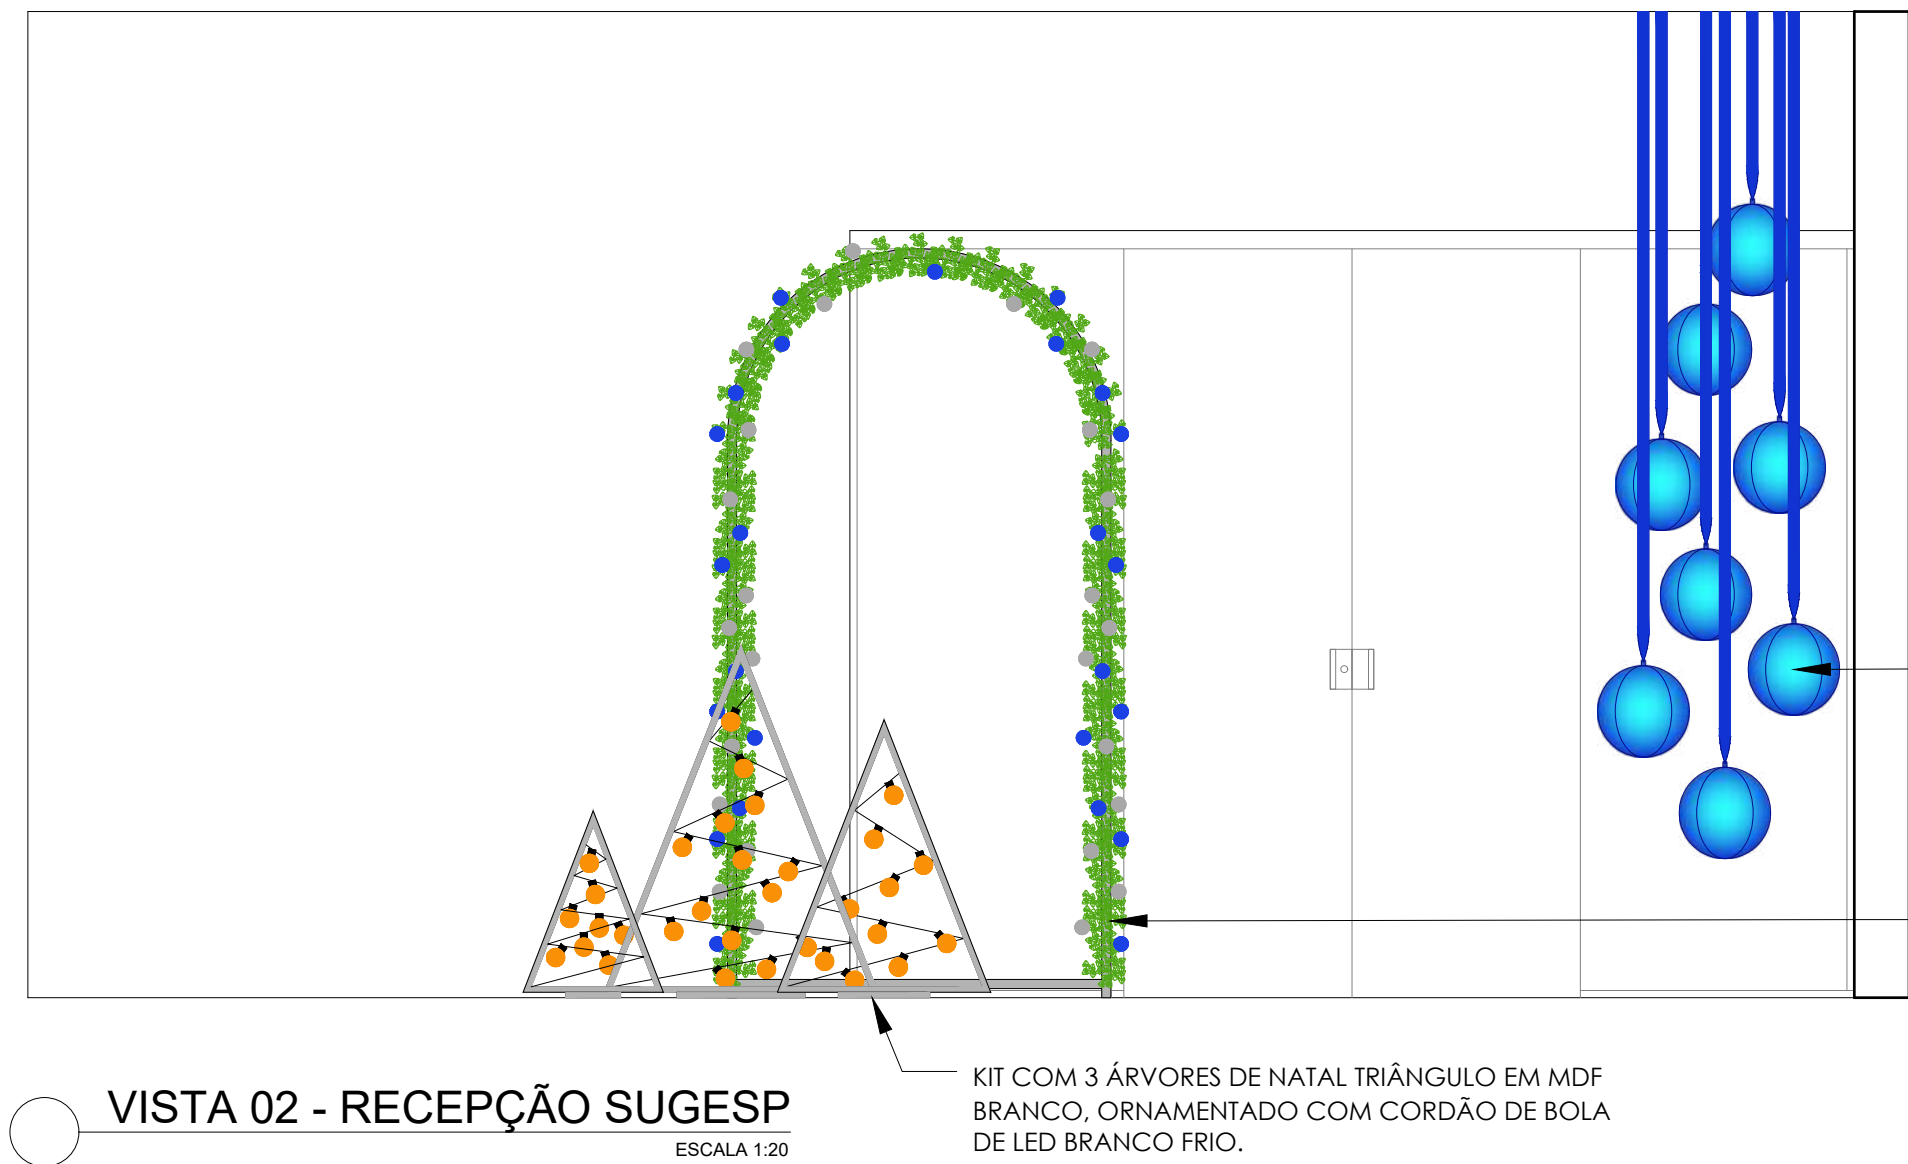 KIT COM 3 ÁRVORES DE NATAL TRIÂNGULO EM MDF
BRANCO, ORNAMENTADO COM CORDÃO DE BOLA
DE LED BRANCO FRIO.
VISTA 02 - RECEPÇÃO SUGESP
ESCALA 1:20